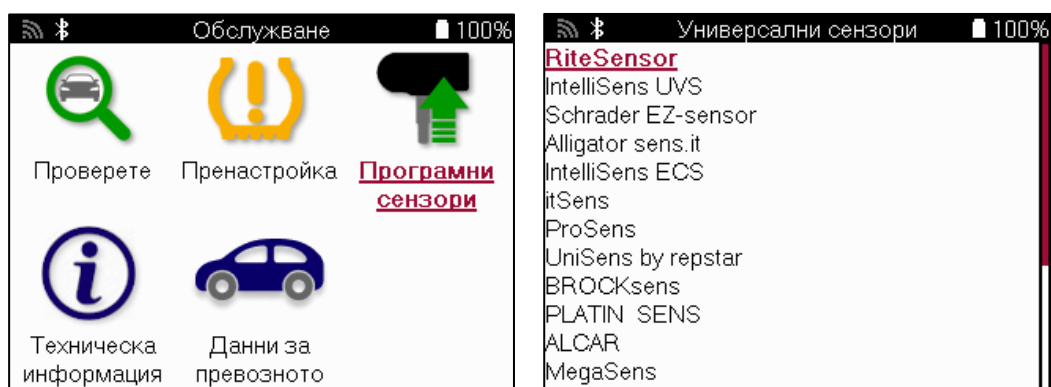 Обслужване 100%
Проверете
Пренастройка
Програмни
сензори
Техническа
информация
Данни за
превозното
Универсални сензори 100%
RiteSensor
IntelliSens UVS
Schrader EZ-sensor
Alligator sens.it
IntelliSens ECS
itSens
ProSens
UniSens by repstar
BROCKsens
PLATIN SENS
ALCAR
MegaSens